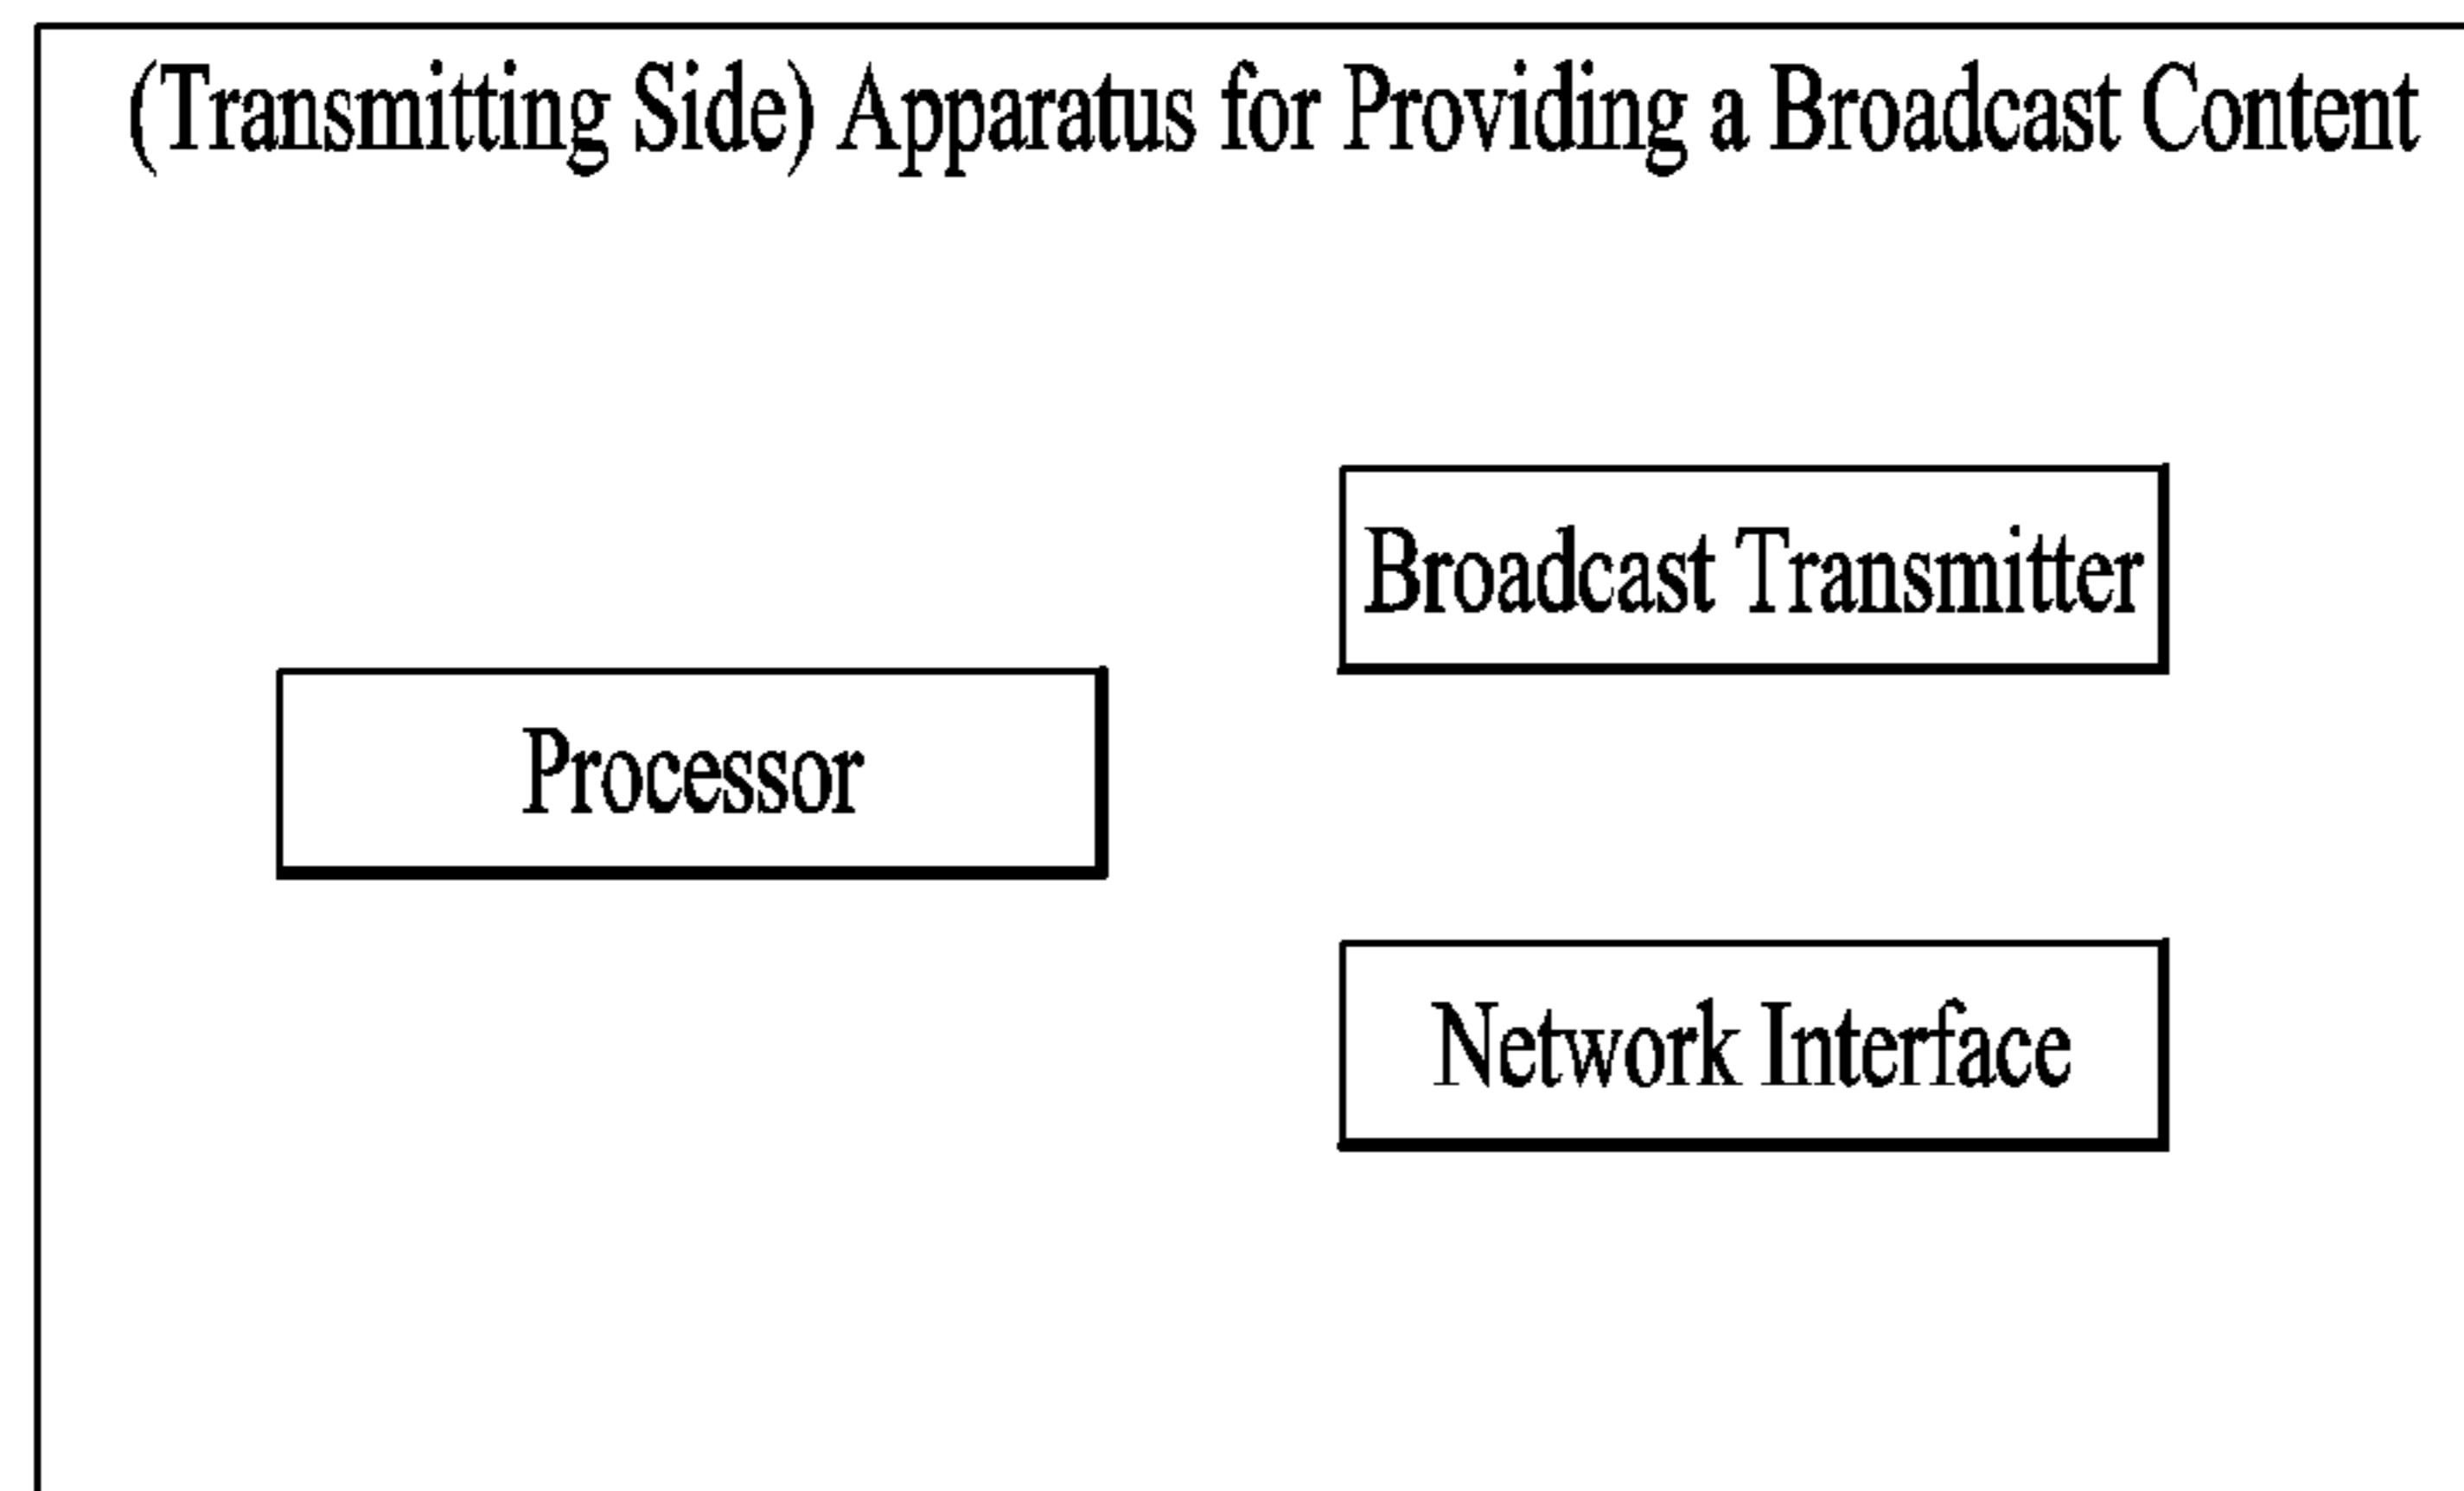 (Transmitting Side) Apparatus for Providing a Broadcast Content
Broadcast Transmitter
Processor
Network Interface